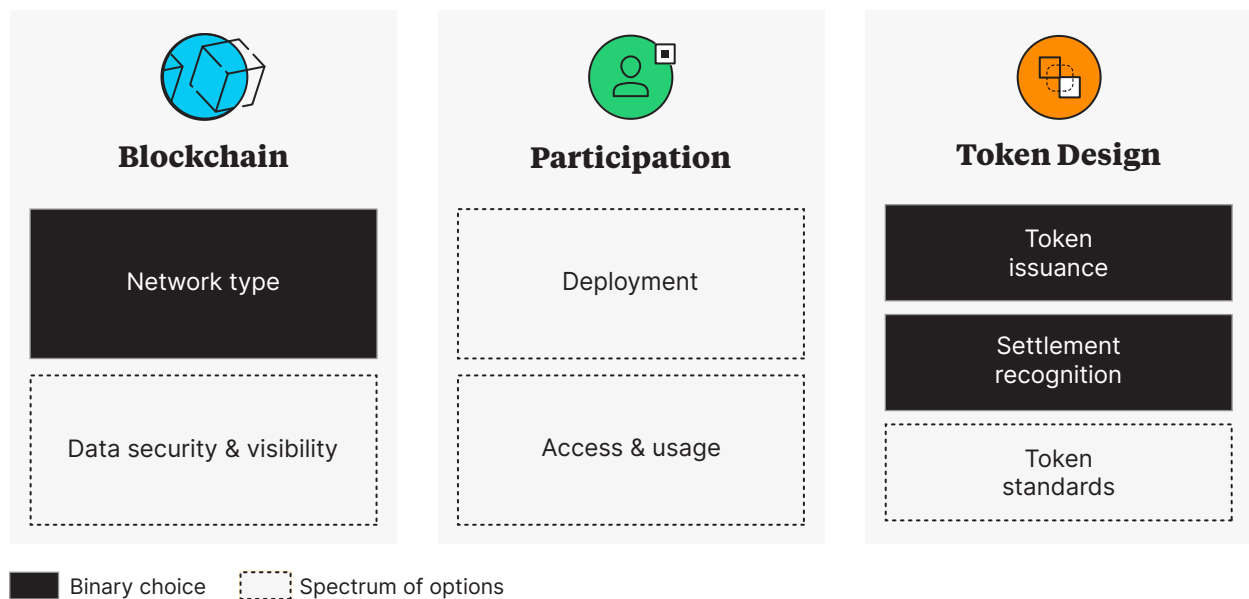 Blockchain
Network type
Data security & visibility
Participation
Deployment
Access & usage
Token Design
Token
issuance
Settlement
recognition
Token
standards
Binary choice
Spectrum of options